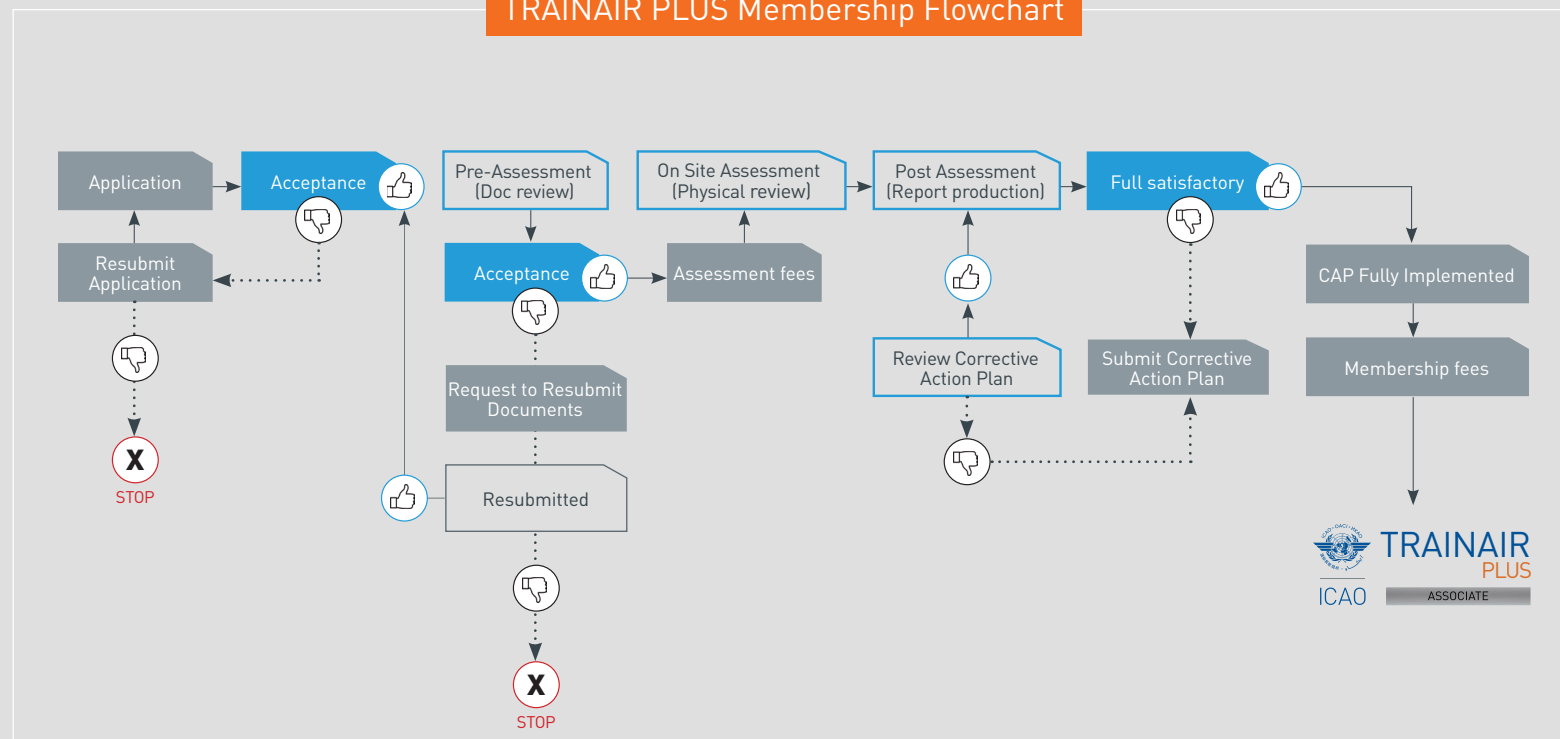 TRAINAIR PLUS Membership Flowchart
Application
Acceptance
Pre-Assessment
(Doc review)
On Site Assessment
(Physical review)
Post Assessment
(Report production)
Full satisfactory
Resubmit
Application
Acceptance
Assessment fees
CAP Fully Implemented
Request to Resubmit
Documents
Review Corrective
Action Plan
Submit Corrective
Action Plan
Membership fees
X
STOP
Resubmitted
X
STOP
TRAINAIR
PLUS
ICAO
ASSOCIATE